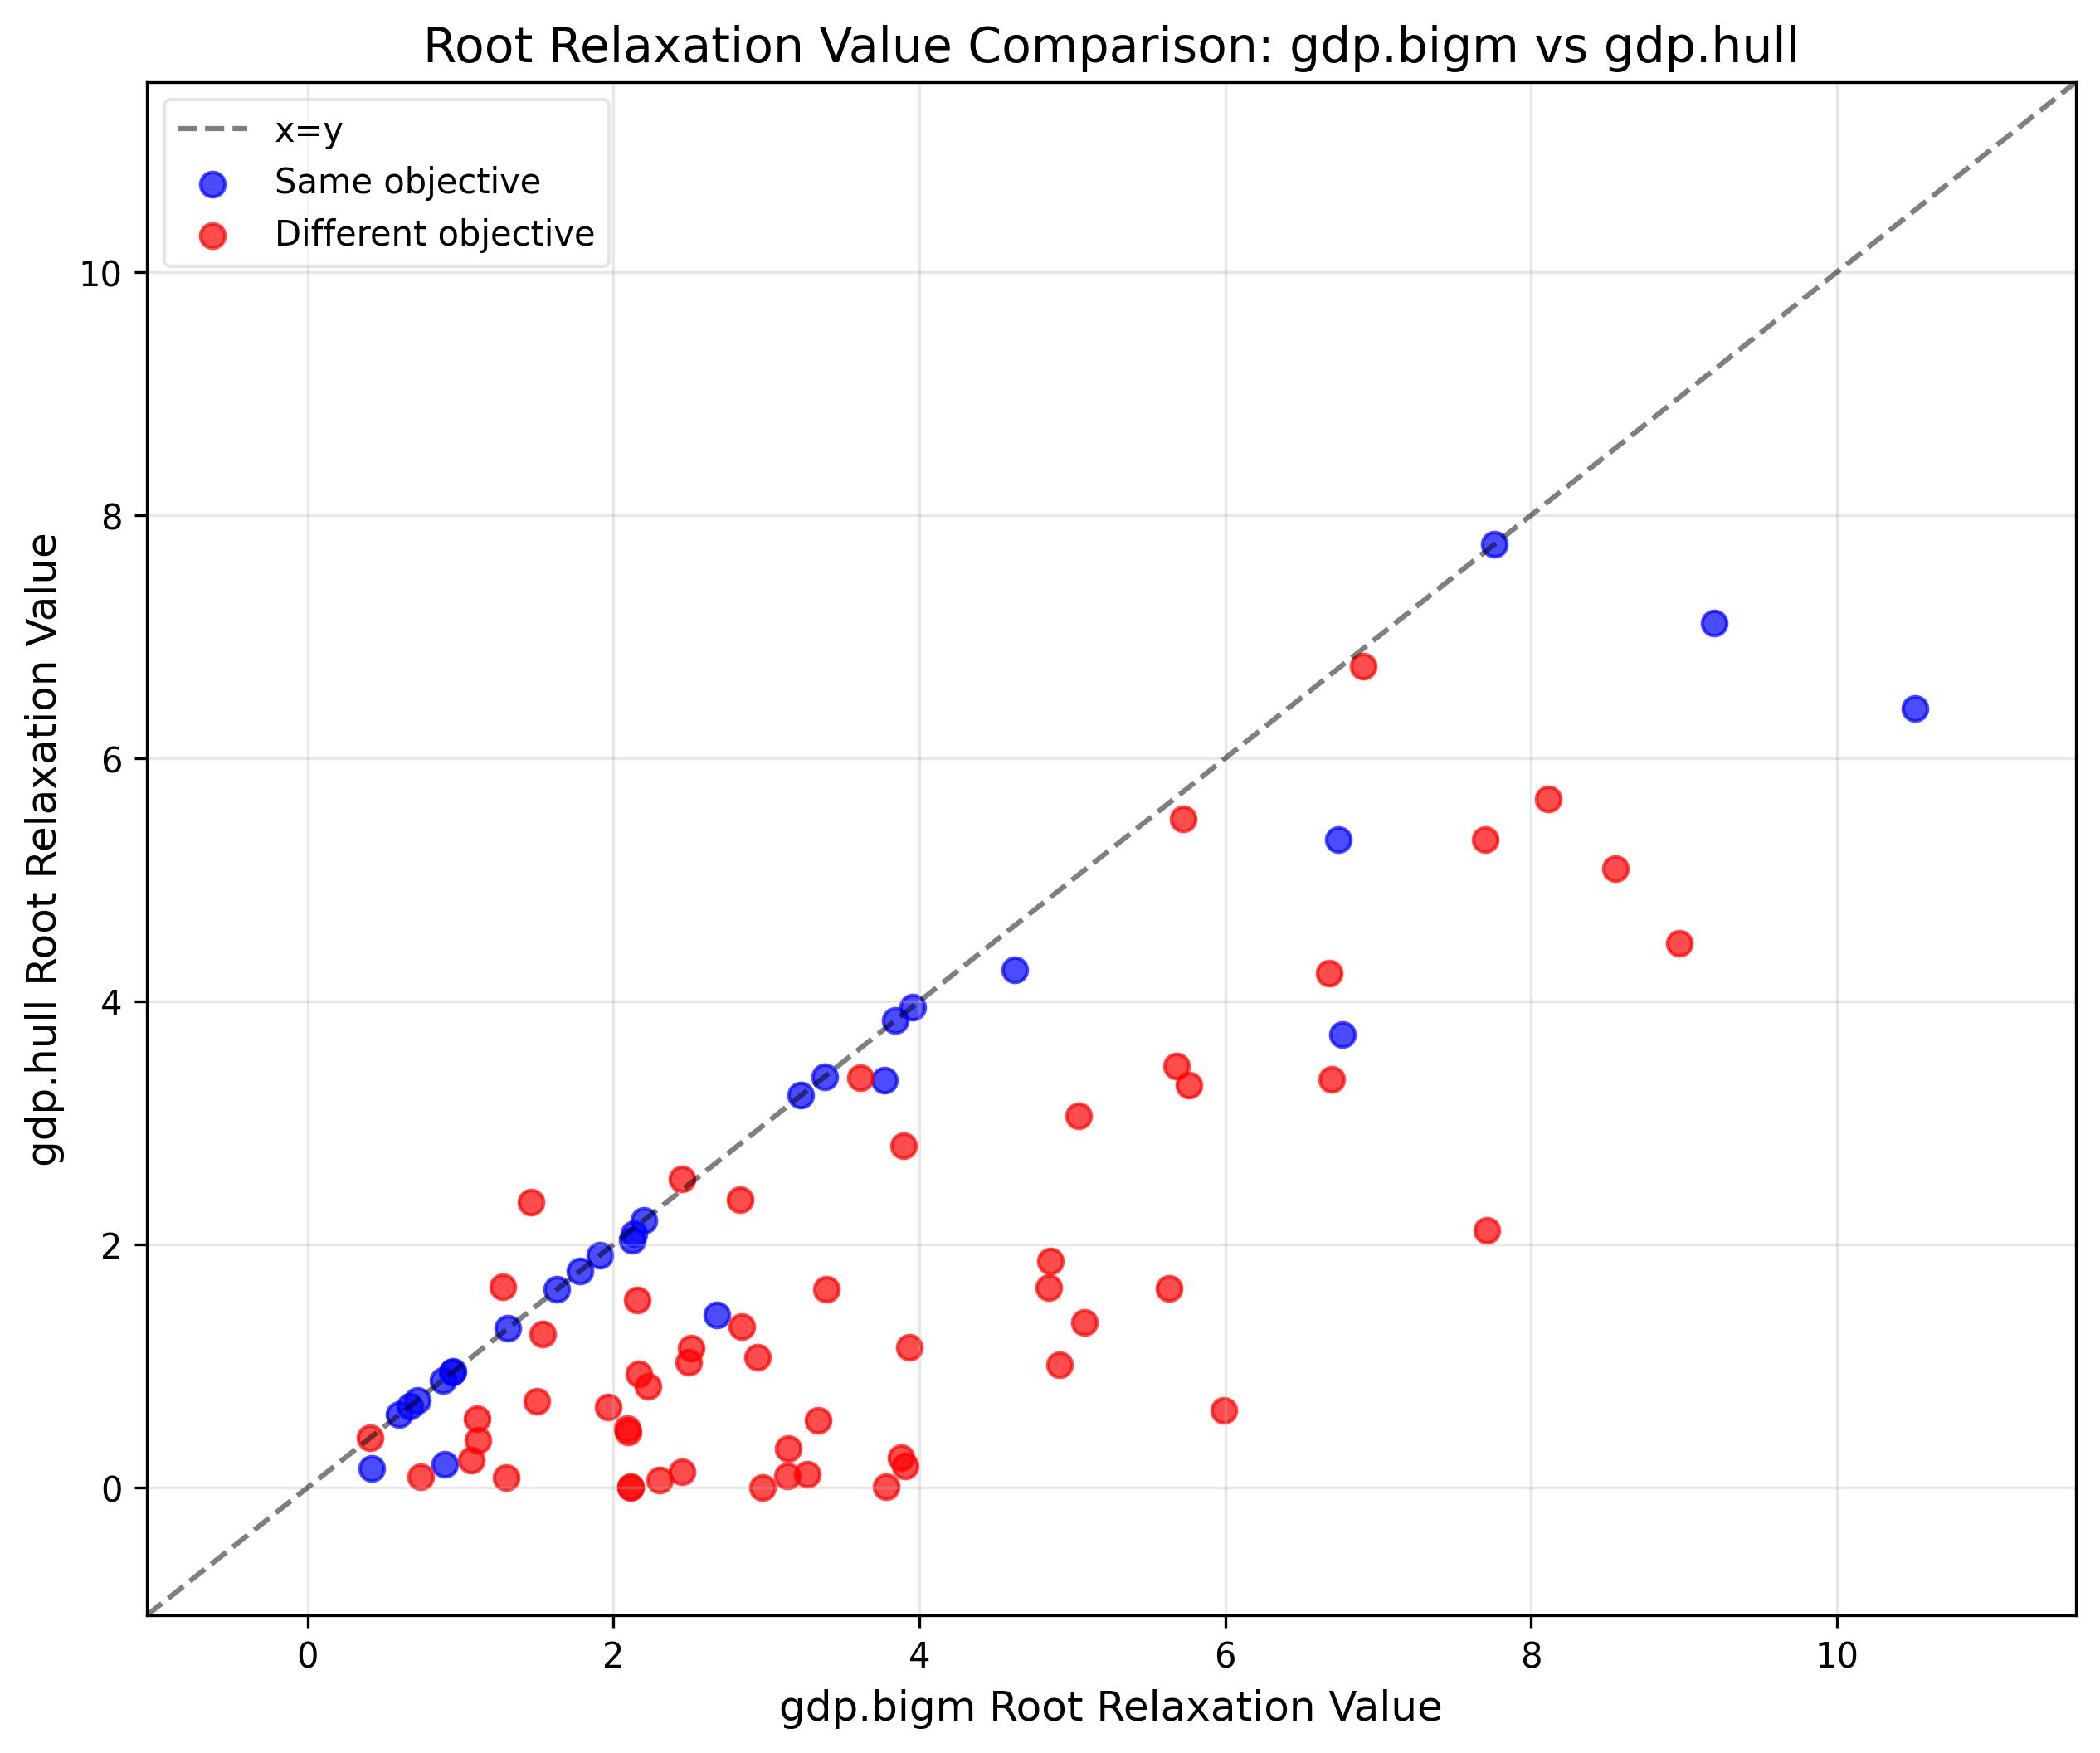 Root Relaxation Value Comparison: gdp.bigm vs gdp.hull
x=y
Same objective
Different objective
gdp.hull Root Relaxation Value
10
8
6
4
2
0
0 2 4 6 8 10
gdp.bigm Root Relaxation Value